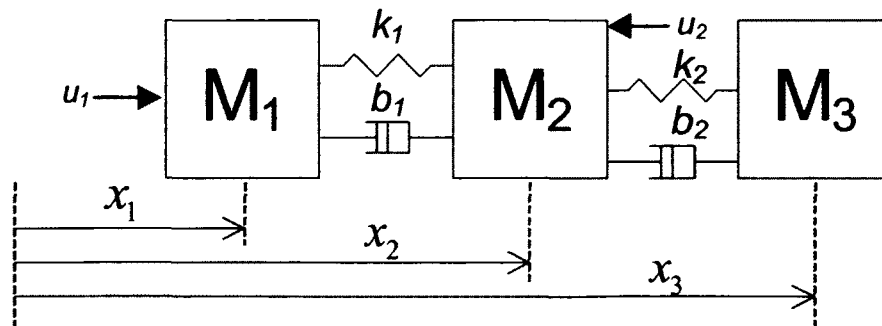 k₁ u₂
u₁ M₁ b₁ M₂ k₂ b₂ M₃
x₁
x₂
x₃